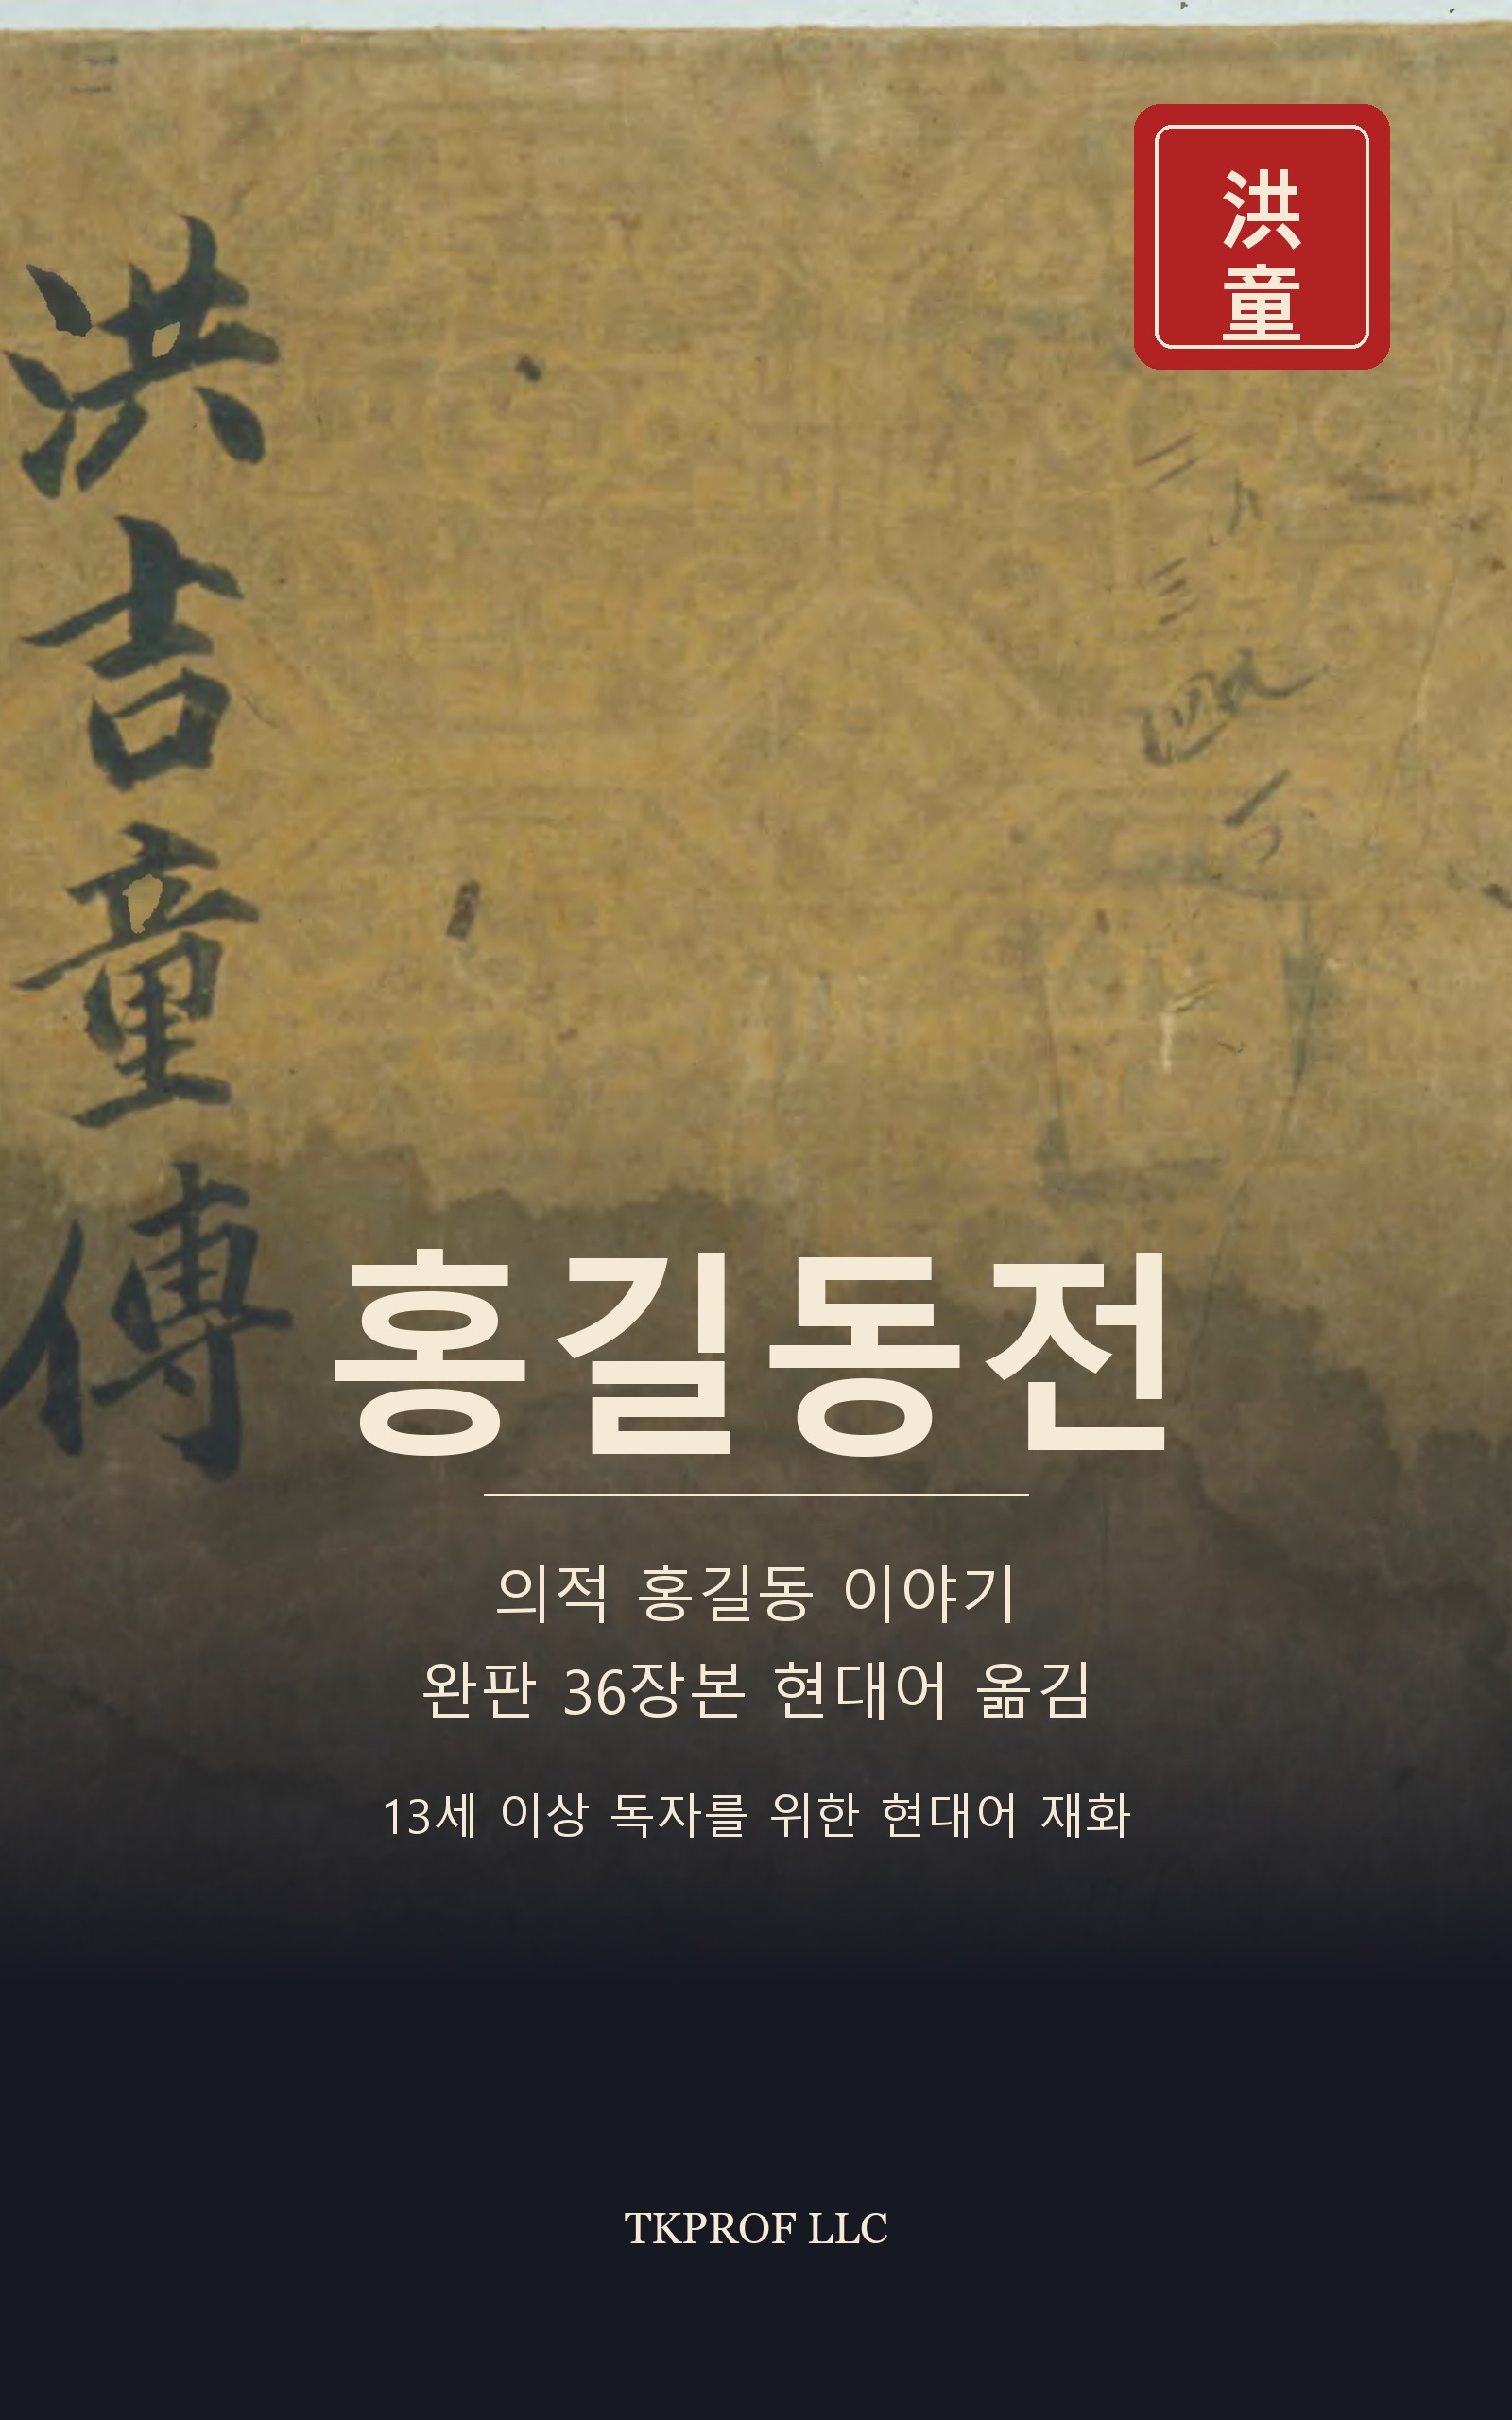 洪吉童傳
洪
童
홍길동전
의적 홍길동 이야기
완판 36장본 현대어 옮김
13세 이상 독자를 위한 현대어 재화
TKPROF LLC